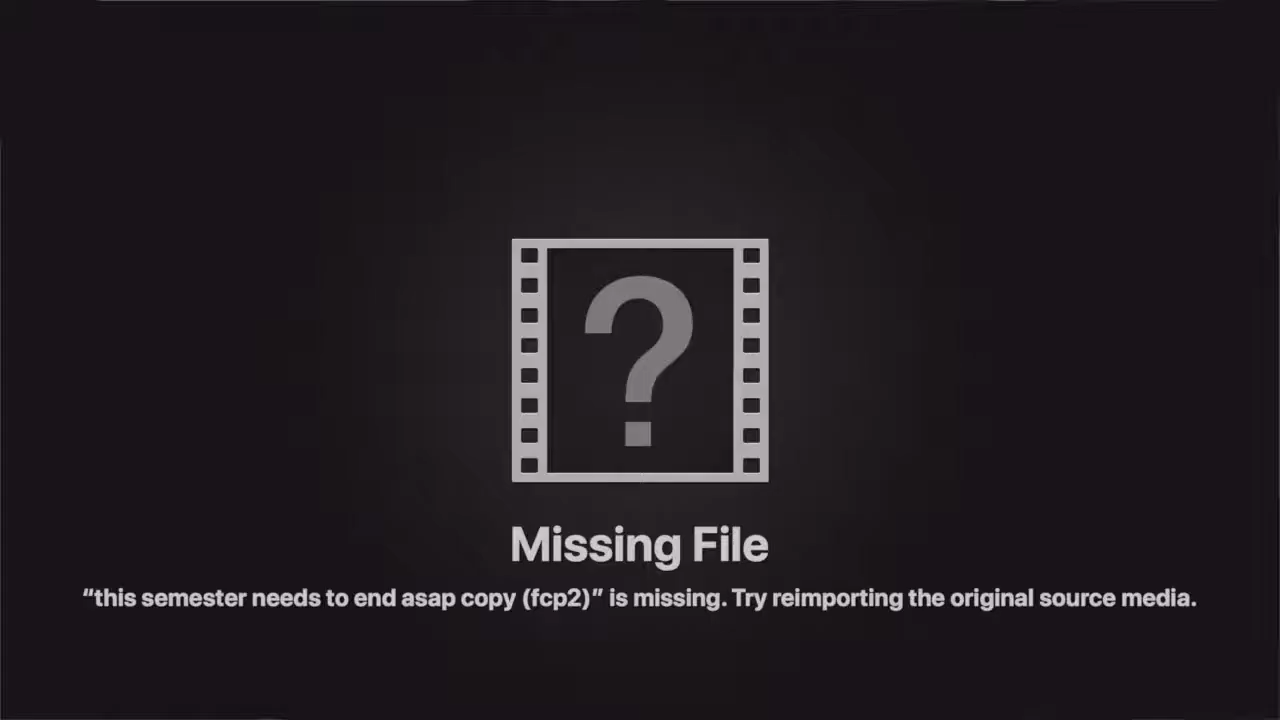 ?
Missing File
“this semester needs to end asap copy (fcp2)” is missing. Try reimporting the original source media.